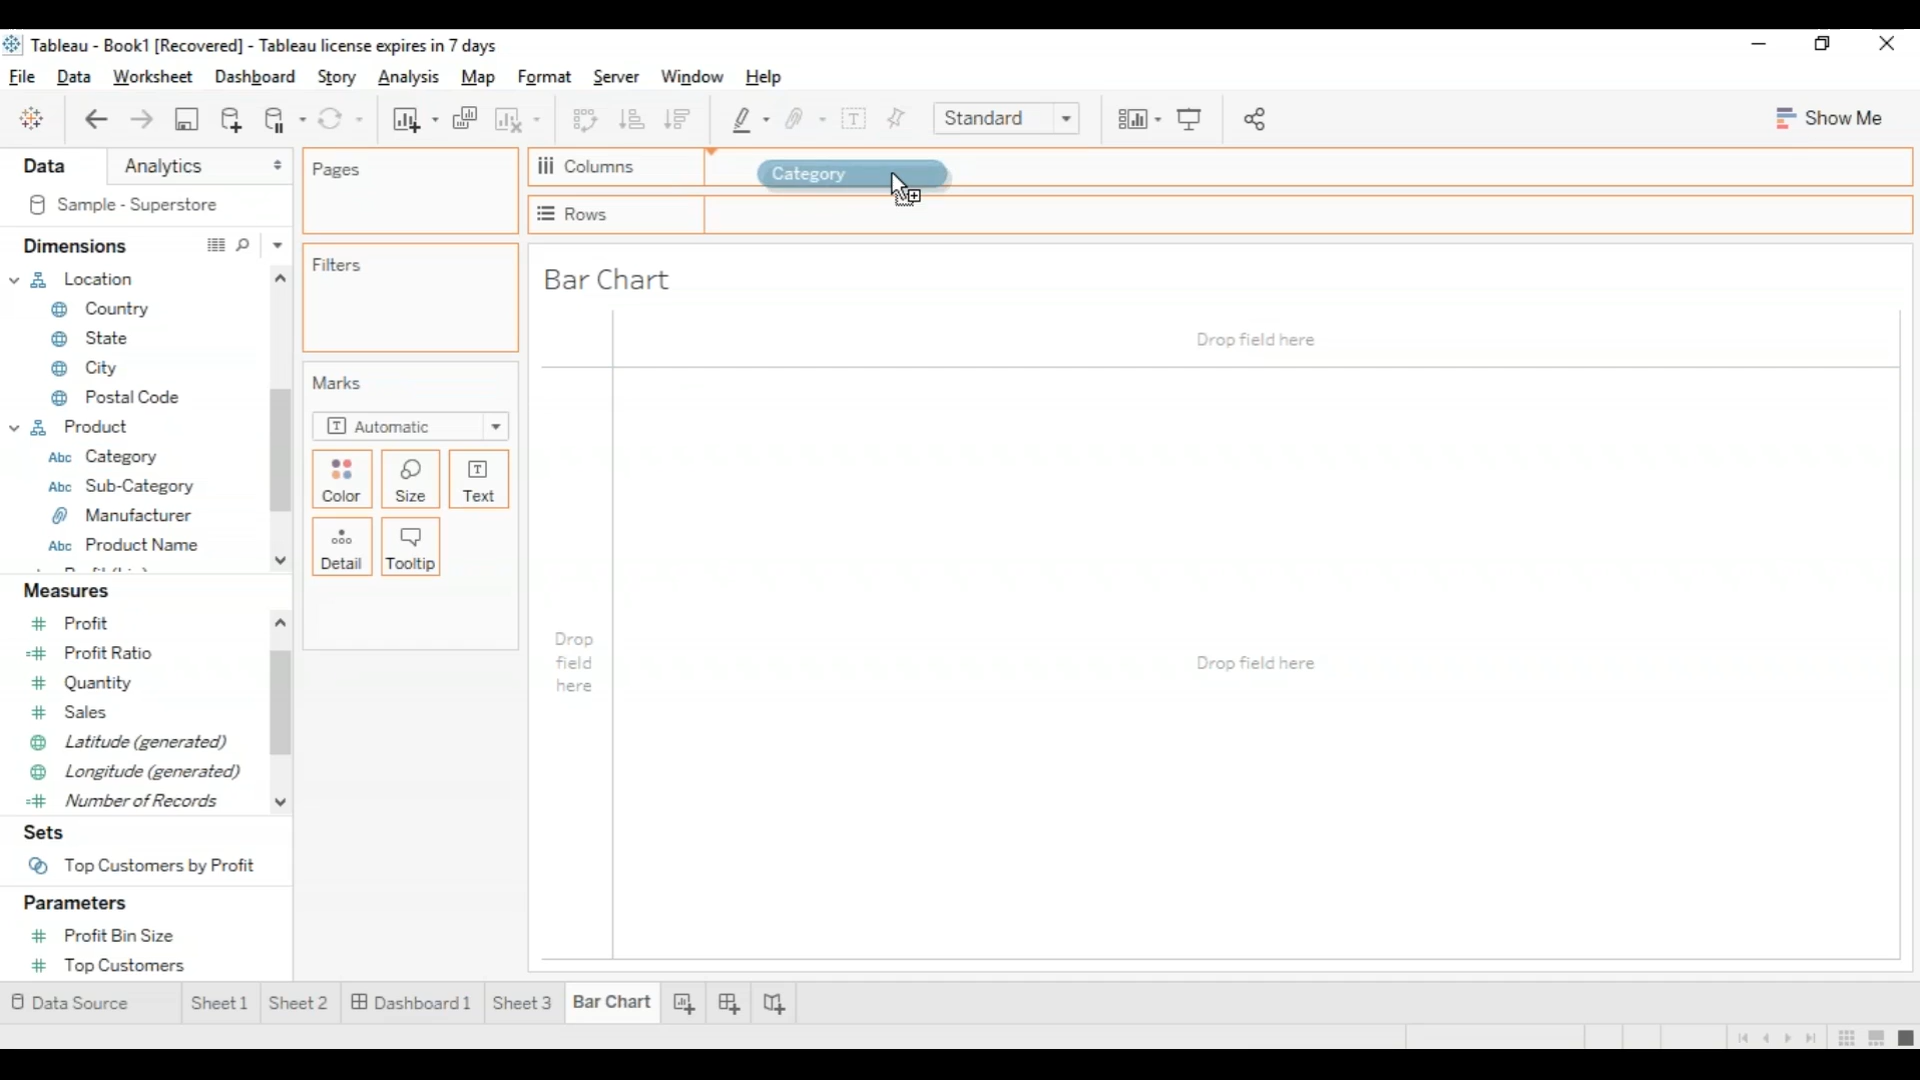 Tableau - Book1 [Recovered] - Tableau license expires in 7 days
File Data Worksheet Dashboard Story Analysis Map Format Server Window Help
Standard
Show Me
Data
Analytics
Sample - Superstore
Dimensions
Location
Country
State
City
Postal Code
Product
Abc Category
Abc Sub-Category
Manufacturer
Abc Product Name
Measures
Profit
Profit Ratio
Quantity
Sales
Latitude (generated)
Longitude (generated)
Number of Records
Sets
Top Customers by Profit
Parameters
Profit Bin Size
Top Customers
Pages
Filters
Marks
Automatic
Color Size Text
Detail Tooltip
Columns
Category
Rows
Bar Chart
Drop field here
Drop
field
here
Drop field here
Data Source Sheet 1 Sheet 2 Dashboard 1 Sheet 3 Bar Chart